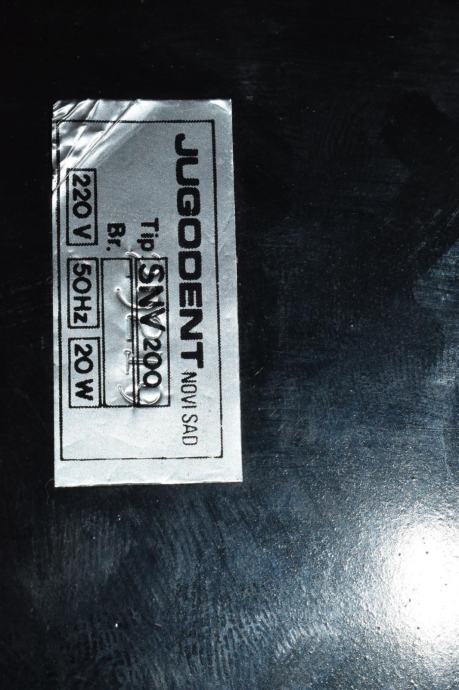 JUGODENT NOVI SAD
Tip SNV 200
Br.
220 V 50Hz 20 W